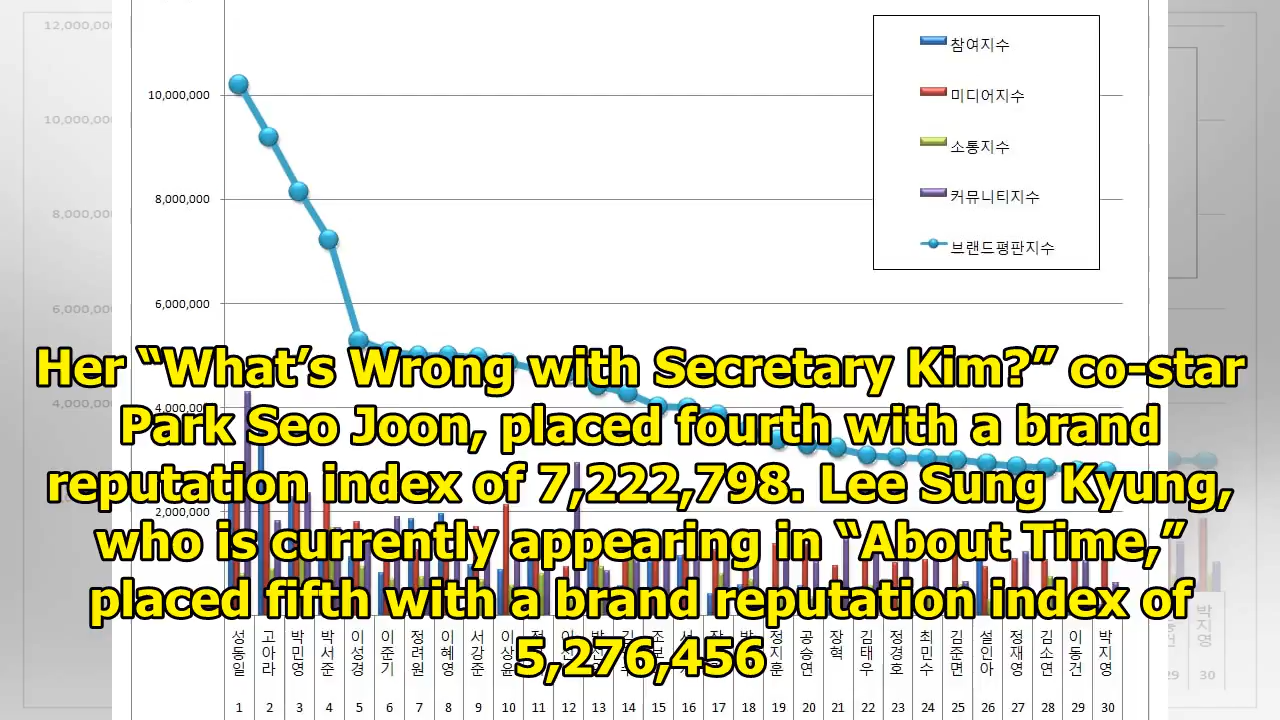 12,000,000
10,000,000
8,000,000
6,000,000
4,000,000
2,000,000
참여지수
미디어지수
소통지수
커뮤니티지수
브랜드평판지수
Her “What’s Wrong with Secretary Kim?” co-star
Park Seo Joon, placed fourth with a brand
reputation index of 7,222,798. Lee Sung Kyung,
who is currently appearing in “About Time,”
placed fifth with a brand reputation index of
5,276,456
성동일 고아라 박민영 박서준 이성경 이준기 정려원 이혜영 서강준 이상윤 정지훈 공승연 장혁 김태우 정경호 최민수 김준면 설인아 정재영 김소연 이동건 박지영
1 2 3 4 5 6 7 8 9 10 11 12 13 14 15 16 17 18 19 20 21 22 23 24 25 26 27 28 29 30
박지영
29 30